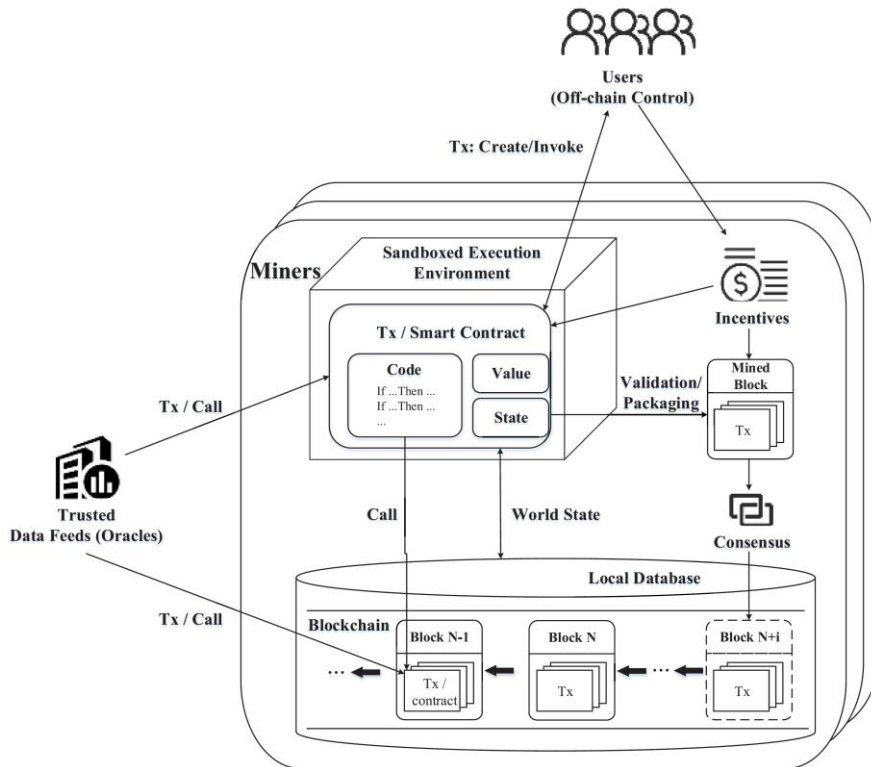 Users
(Off-chain Control)
Tx: Create/Invoke
Miners
Sandboxed Execution
Environment
Tx / Smart Contract
Code
If ...Then ...
If ...Then ...
...
Value
State
Validation/
Packaging
$
Incentives
Mined
Block
Tx
Tx / Call
Trusted
Data Feeds (Oracles)
Call
World State
Consensus
Local Database
Tx / Call
Blockchain
Block N-1
Block N
Block N+i
...
Tx /
contract
Tx
...
Tx